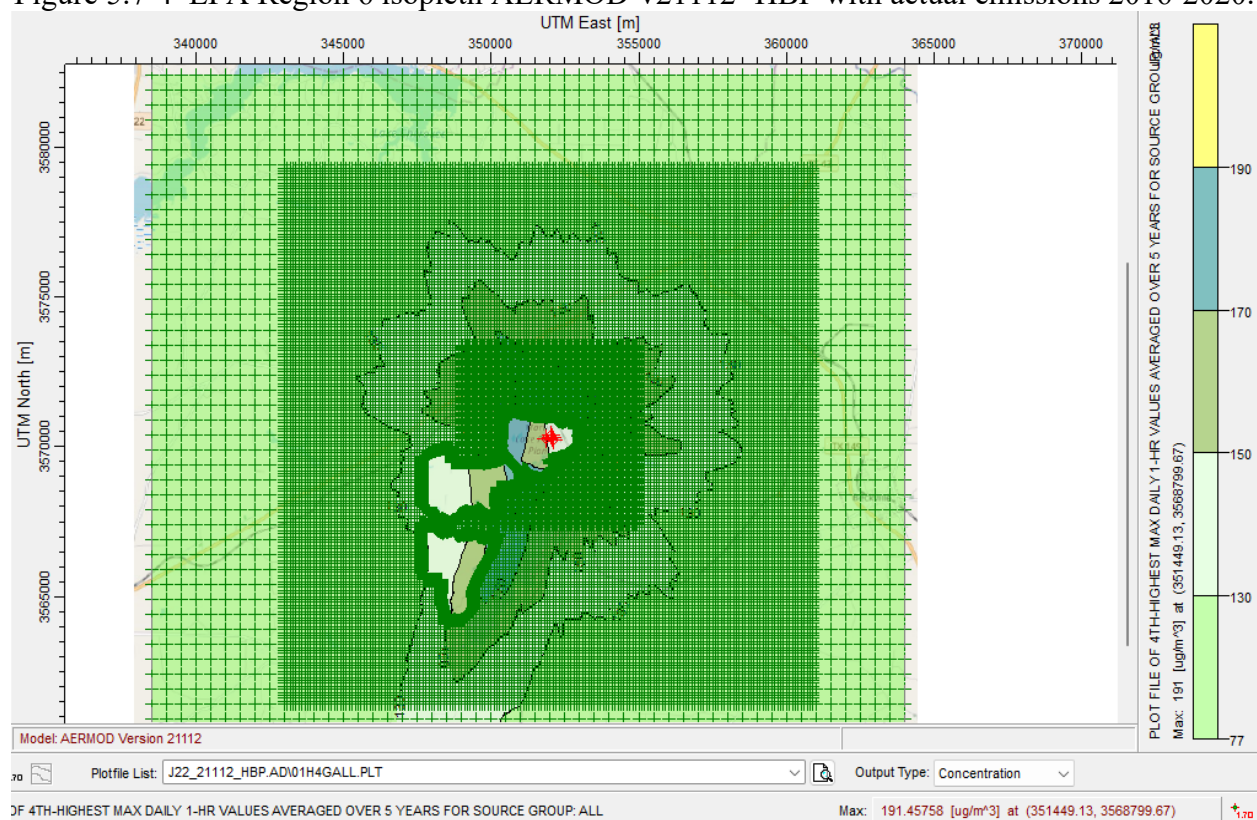 Figure 3.7-4 EPA Region 6 isopleth AERMOD v21112 HBP with actual emissions 2016-2020.
UTM East [m]
340000 345000 350000 355000 360000 365000 370000
UTM North [m]
3580000
3575000
3570000
3565000
22
PLOT FILE OF 4TH-HIGHEST MAX DAILY 1-HR VALUES AVERAGED OVER 5 YEARS FOR SOURCE GROUP:
Max: 191 [ug/m^3] at (351449.13, 3568799.67)
190
170
150
130
77
Model: AERMOD Version 21112
Plotfile List: J22_21112_HBP.AD\01H4GALL.PLT
Output Type: Concentration
OF 4TH-HIGHEST MAX DAILY 1-HR VALUES AVERAGED OVER 5 YEARS FOR SOURCE GROUP: ALL
Max: 191.45758 [ug/m^3] at (351449.13, 3568799.67)
1.70